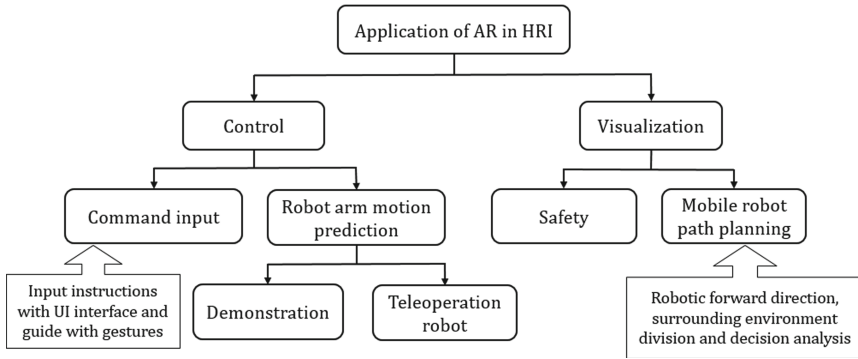 Application of AR in HRI
Control
Visualization
Command input
Robot arm motion
prediction
Safety
Mobile robot
path planning
Input instructions
with UI interface and
guide with gestures
Demonstration
Teleoperation
robot
Robotic forward direction,
surrounding environment
division and decision analysis